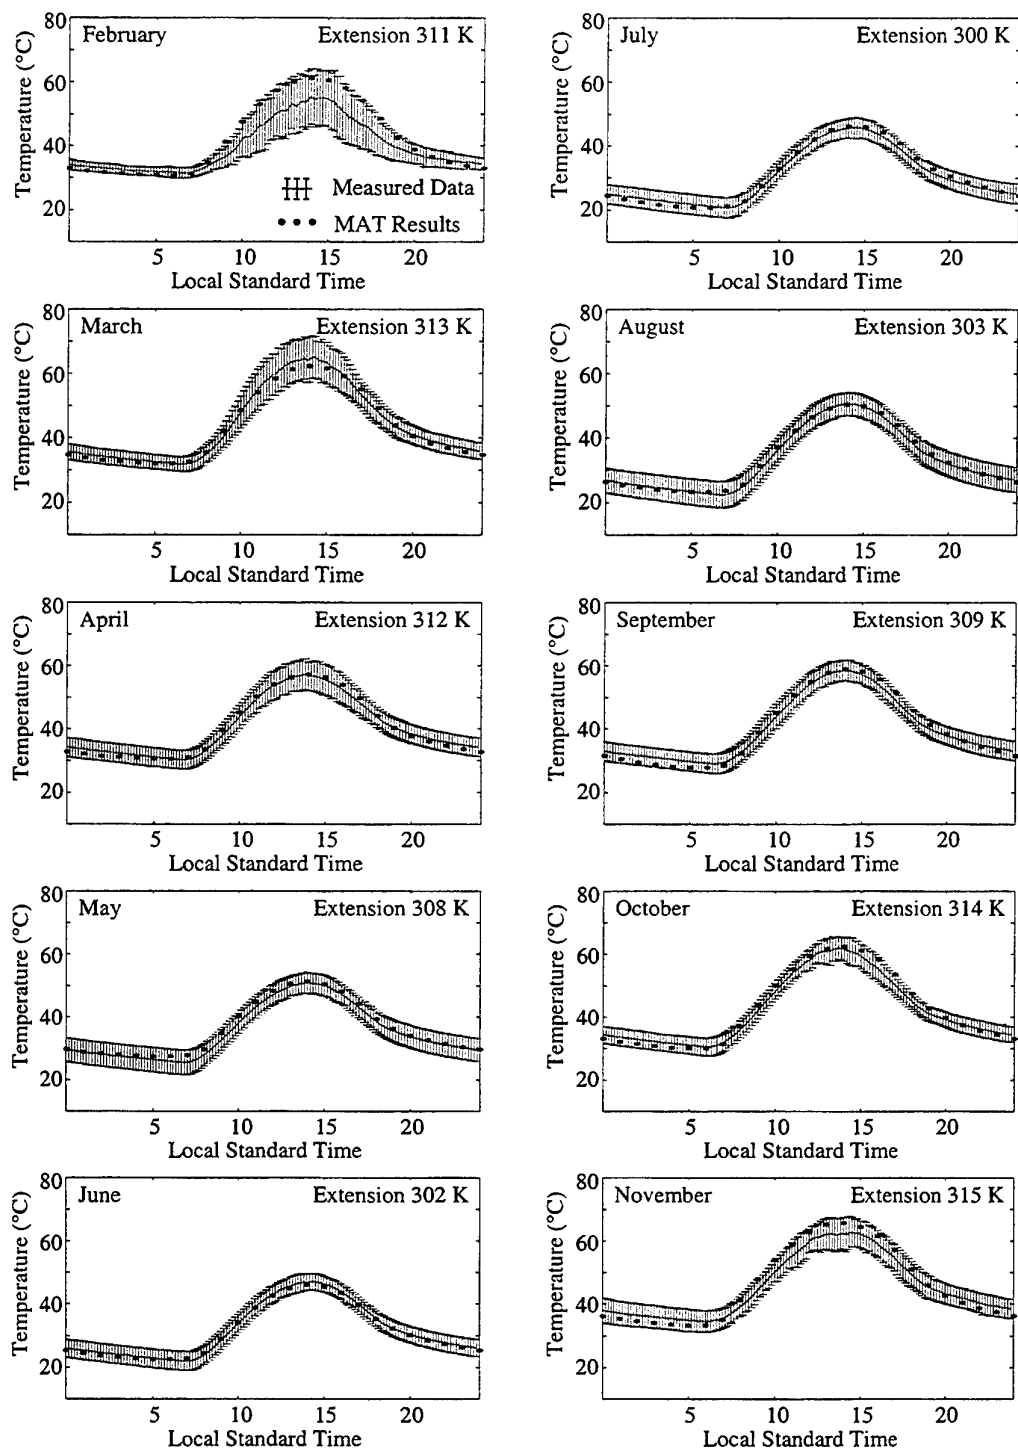 80
60
40
20
Temperature (°C)
February Extension 311 K
Measured Data
MAT Results
5 10 15 20
Local Standard Time
80
60
40
20
Temperature (°C)
July Extension 300 K
5 10 15 20
Local Standard Time
80
60
40
20
Temperature (°C)
March Extension 313 K
5 10 15 20
Local Standard Time
80
60
40
20
Temperature (°C)
August Extension 303 K
5 10 15 20
Local Standard Time
80
60
40
20
Temperature (°C)
April Extension 312 K
5 10 15 20
Local Standard Time
80
60
40
20
Temperature (°C)
September Extension 309 K
5 10 15 20
Local Standard Time
80
60
40
20
Temperature (°C)
May Extension 308 K
5 10 15 20
Local Standard Time
80
60
40
20
Temperature (°C)
October Extension 314 K
5 10 15 20
Local Standard Time
80
60
40
20
Temperature (°C)
June Extension 302 K
5 10 15 20
Local Standard Time
80
60
40
20
Temperature (°C)
November Extension 315 K
5 10 15 20
Local Standard Time